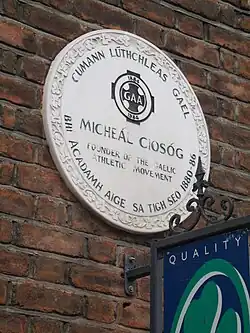 CUMANN LÚTHCHLEAS GAEL
1884
GAA
1984
MICHEÁL CÍOSÓG
FOUNDER OF THE GAELIC
ATHLETIC MOVEMENT
BHÍ ACADAMH AIGE SA TIGH SEO 1880-86
QUALITY